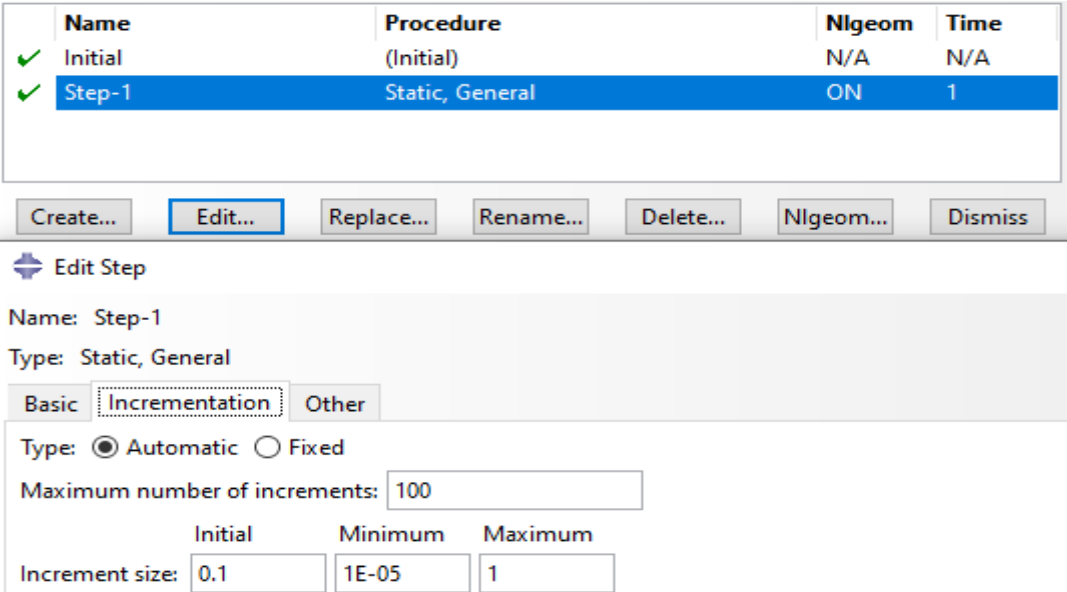 Name Procedure Nlgeom Time
Initial (Initial) N/A N/A
Step-1 Static, General ON 1
Create... Edit... Replace... Rename... Delete... Nlgeom... Dismiss
Edit Step
Name: Step-1
Type: Static, General
Basic Incrementation Other
Type: Automatic Fixed
Maximum number of increments: 100
Initial Minimum Maximum
Increment size: 0.1 1E-05 1